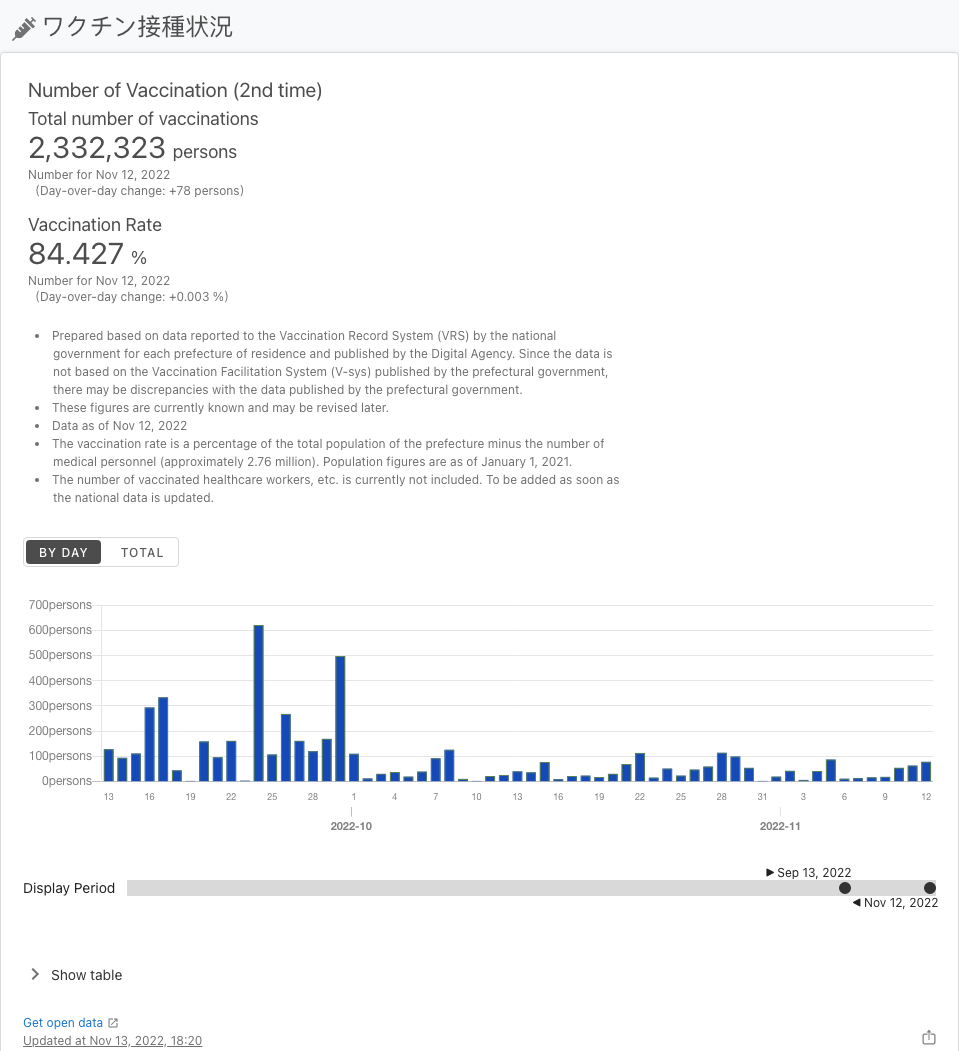 ワクチン接種状況
Number of Vaccination (2nd time)
Total number of vaccinations
2,332,323 persons
Number for Nov 12, 2022
(Day-over-day change: +78 persons)
Vaccination Rate
84.427 %
Number for Nov 12, 2022
(Day-over-day change: +0.003 %)
• Prepared based on data reported to the Vaccination Record System (VRS) by the national
government for each prefecture of residence and published by the Digital Agency. Since the data is
not based on the Vaccination Facilitation System (V-sys) published by the prefectural government,
there may be discrepancies with the data published by the prefectural government.
• These figures are currently known and may be revised later.
• Data as of Nov 12, 2022
• The vaccination rate is a percentage of the total population of the prefecture minus the number of
medical personnel (approximately 2.76 million). Population figures are as of January 1, 2021.
• The number of vaccinated healthcare workers, etc. is currently not included. To be added as soon as
the national data is updated.
BY DAY TOTAL
700persons
600persons
500persons
400persons
300persons
200persons
100persons
0persons
13 16 19 22 25 28 1 4 7 10 13 16 19 22 25 28 31 3 6 9 12
2022-10 2022-11
Sep 13, 2022
Display Period
Nov 12, 2022
Show table
Get open data
Updated at Nov 13, 2022, 18:20